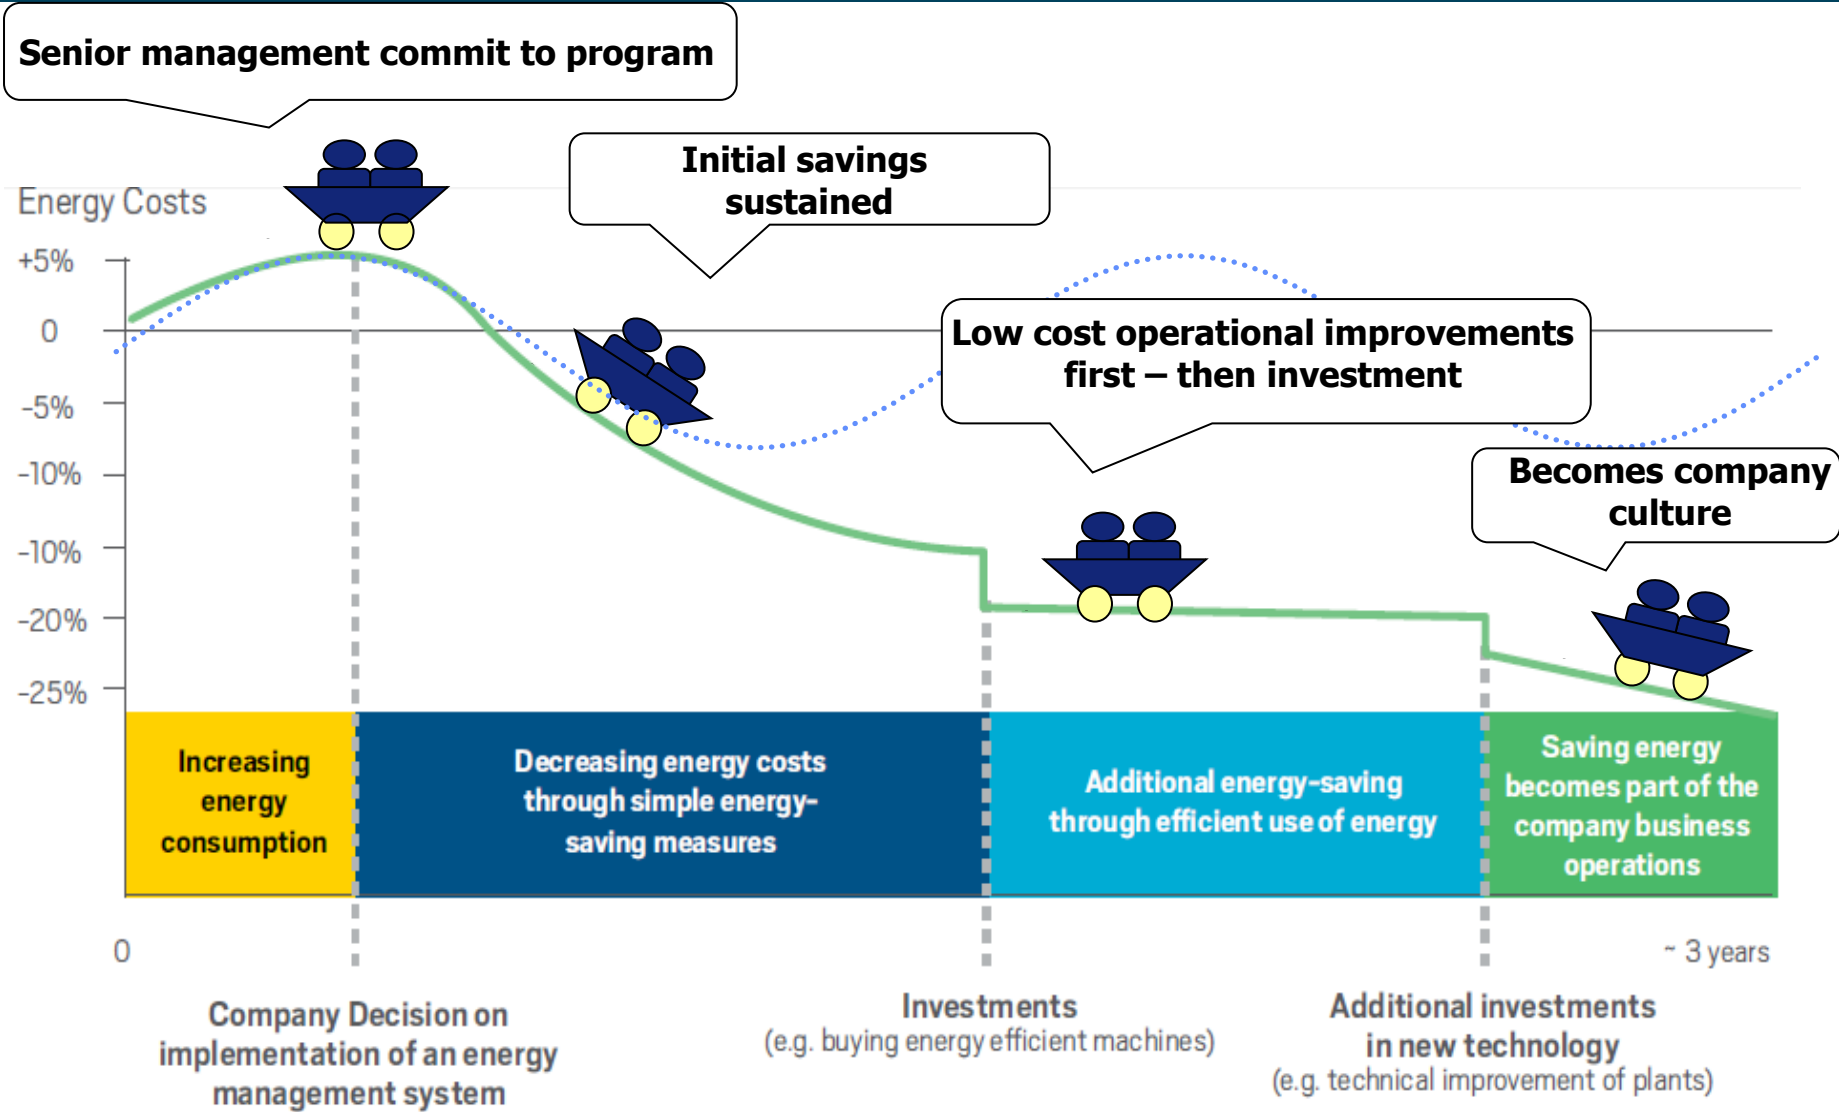 Senior management commit to program
Initial savings
sustained
Energy Costs
+5%
0
-5%
-10%
-10%
-20%
-25%
Low cost operational improvements
first – then investment
Becomes company
culture
Increasing
energy
consumption
Decreasing energy costs
through simple energy-
saving measures
Additional energy-saving
through efficient use of energy
Saving energy
becomes part of the
company business
operations
0
~ 3 years
Company Decision on
implementation of an energy
management system
Investments
(e.g. buying energy efficient machines)
Additional investments
in new technology
(e.g. technical improvement of plants)